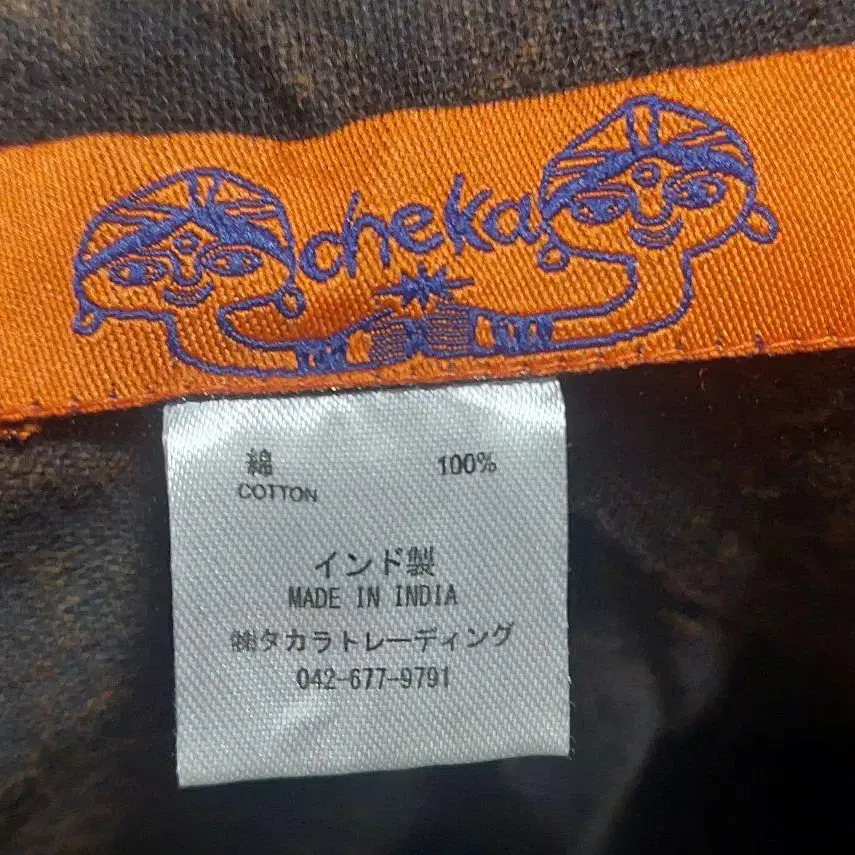 cheka
綿 100%
COTTON
インド製
MADE IN INDIA
㈱タカラトレーディング
042-677-9791